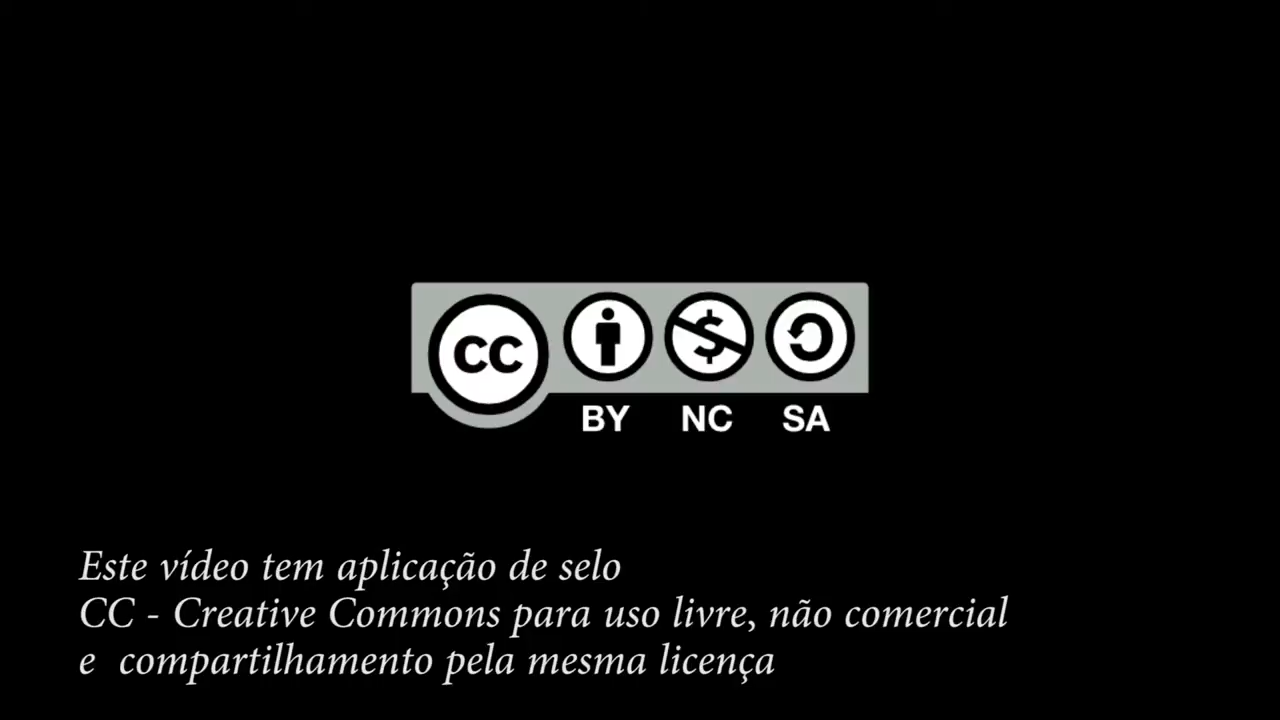 CC
BY NC SA
Este vídeo tem aplicação de selo
CC - Creative Commons para uso livre, não comercial
e compartilhamento pela mesma licença